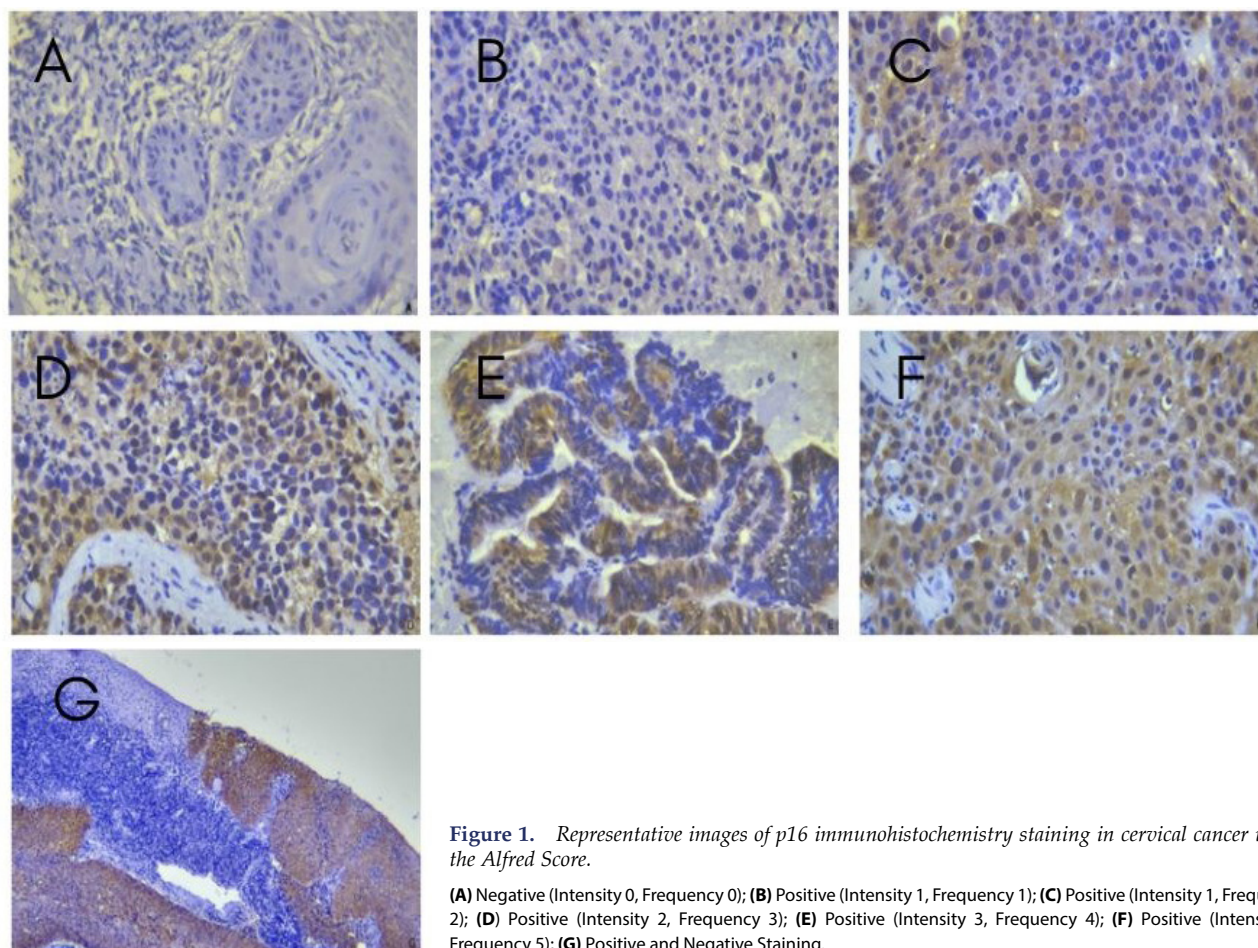 A
B
C
D
E
F
G
Figure 1. Representative images of p16 immunohistochemistry staining in cervical cancer
the Alfred Score.
(A) Negative (Intensity 0, Frequency 0); (B) Positive (Intensity 1, Frequency 1); (C) Positive (Intensity 1,
2); (D) Positive (Intensity 2, Frequency 3); (E) Positive (Intensity 3, Frequency 4); (F) Positive
Frequency 5); (G) Positive and Negative Staining